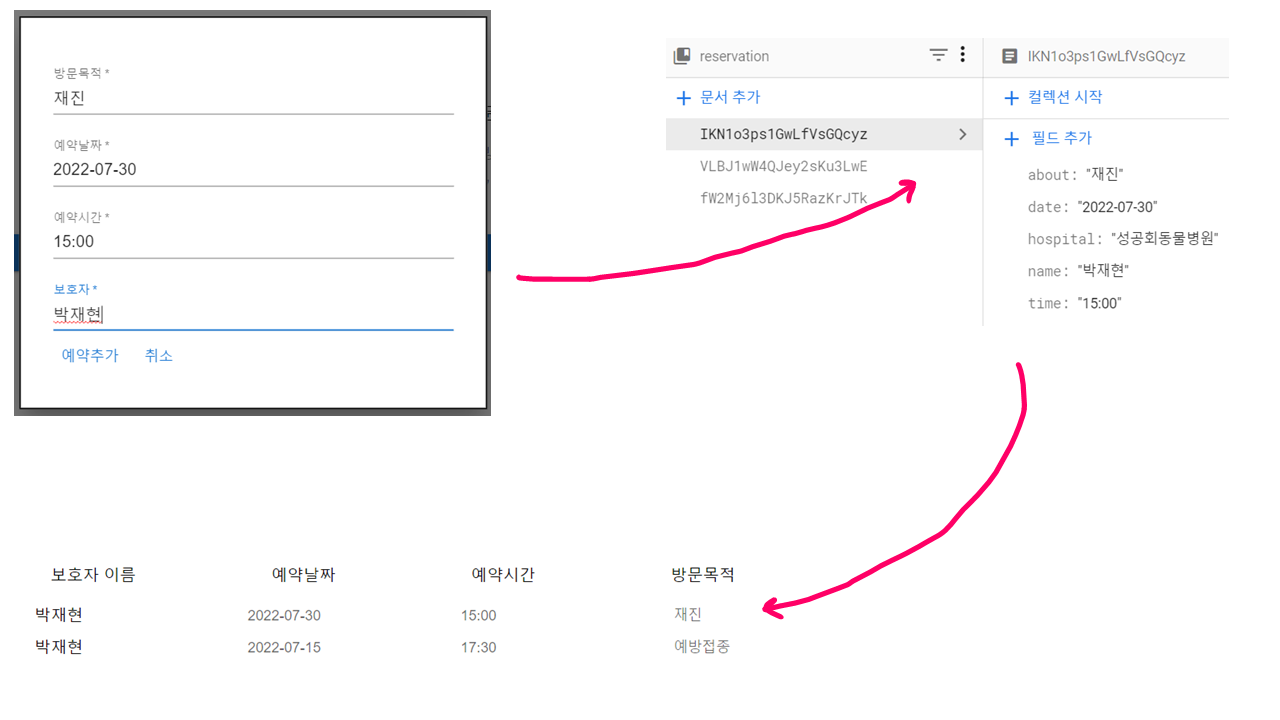 방문목적 *
재진
예약날짜 *
2022-07-30
예약시간 *
15:00
보호자 *
박재현
예약추가 취소
reservation
문서 추가
IKN1o3ps1GwLfVsGQcyz
VLBJ1wW4QJey2sKu3LwE
fW2Mj6l3DKJ5RazKrJTk
IKN1o3ps1GwLfVsGQcyz
컬렉션 시작
필드 추가
about: "재진"
date: "2022-07-30"
hospital: "성공회동물병원"
name: "박재현"
time: "15:00"
보호자 이름 예약날짜 예약시간 방문목적
박재현 2022-07-30 15:00 재진
박재현 2022-07-15 17:30 예방접종